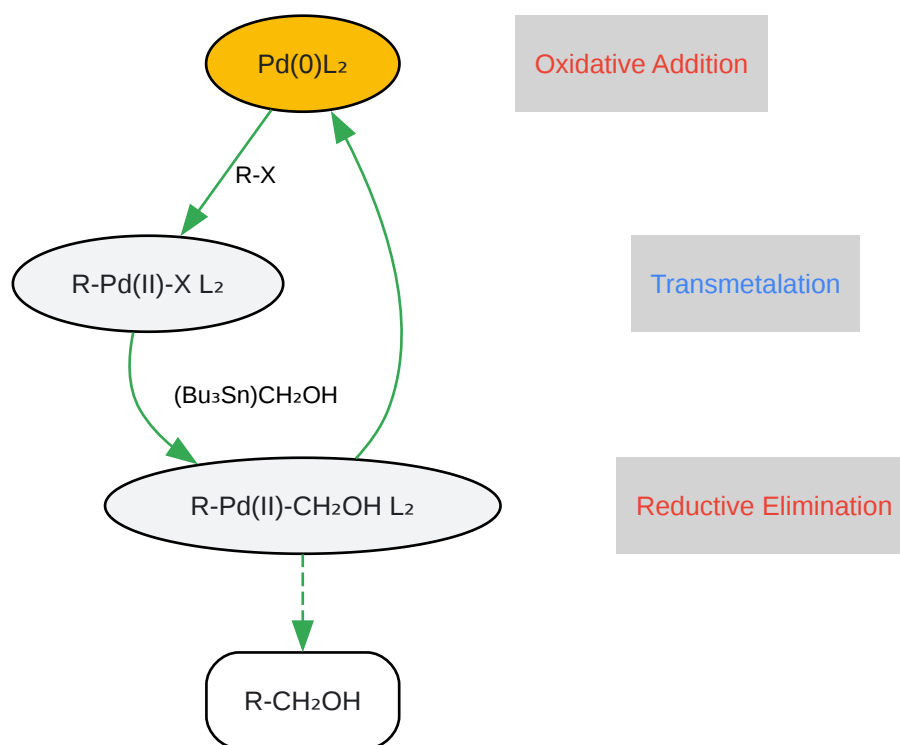 Pd(0)L₂
Oxidative Addition
R-X
R-Pd(II)-X L₂
Transmetalation
(Bu₃Sn)CH₂OH
R-Pd(II)-CH₂OH L₂
Reductive Elimination
R-CH₂OH